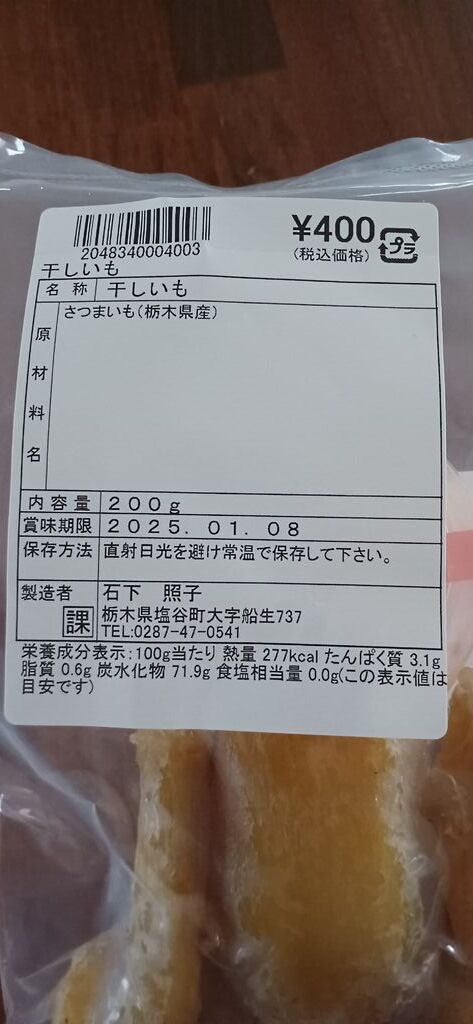 2048340004003
¥400
(税込価格)
プラ
干しいも
名 称 干しいも
原材料名 さつまいも(栃木県産)
内容量 200g
賞味期限 2025. 01. 08
保存方法 直射日光を避け常温で保存して下さい。
製造者 石下 照子
課 栃木県塩谷町大字船生737
TEL:0287-47-0541
栄養成分表示:100g当たり 熱量 277kcal たんぱく質 3.1g
脂質 0.6g 炭水化物 71.9g 食塩相当量 0.0g(この表示値は
目安です)